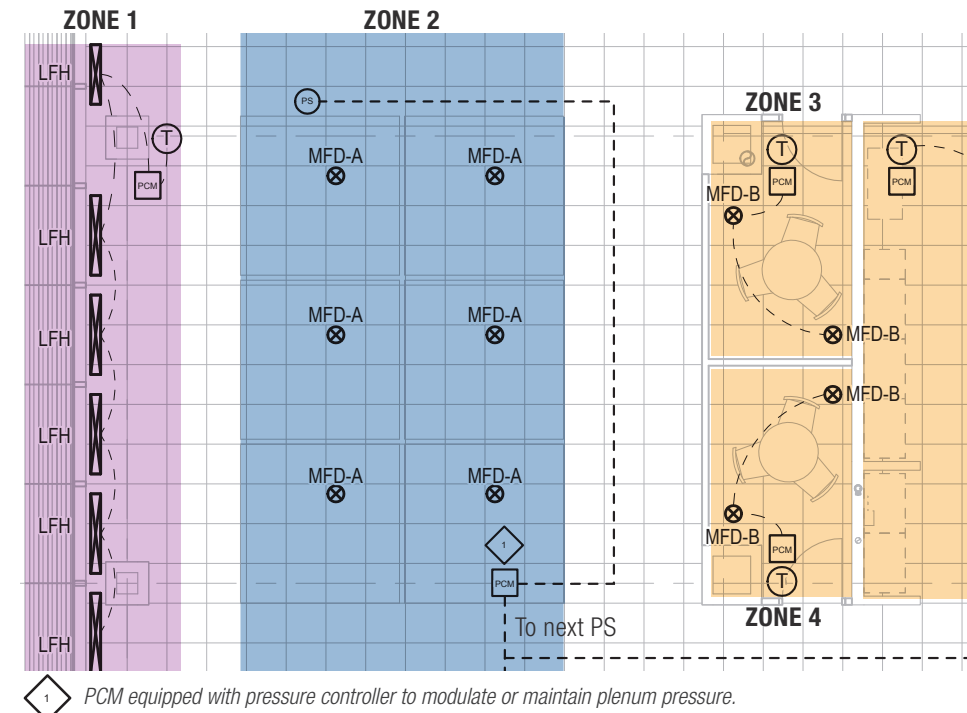 ZONE 1
ZONE 2
LFH
PS
ZONE 3
T
T
T
MFD-A
MFD-A
PCM
PCM
PCM
MFD-B
LFH
MFD-A
MFD-A
LFH
MFD-B
MFD-B
LFH
MFD-A
MFD-A
LFH
MFD-B
1
PCM
PCM
T
ZONE 4
To next PS
LFH
1 PCM equipped with pressure controller to modulate or maintain plenum pressure.